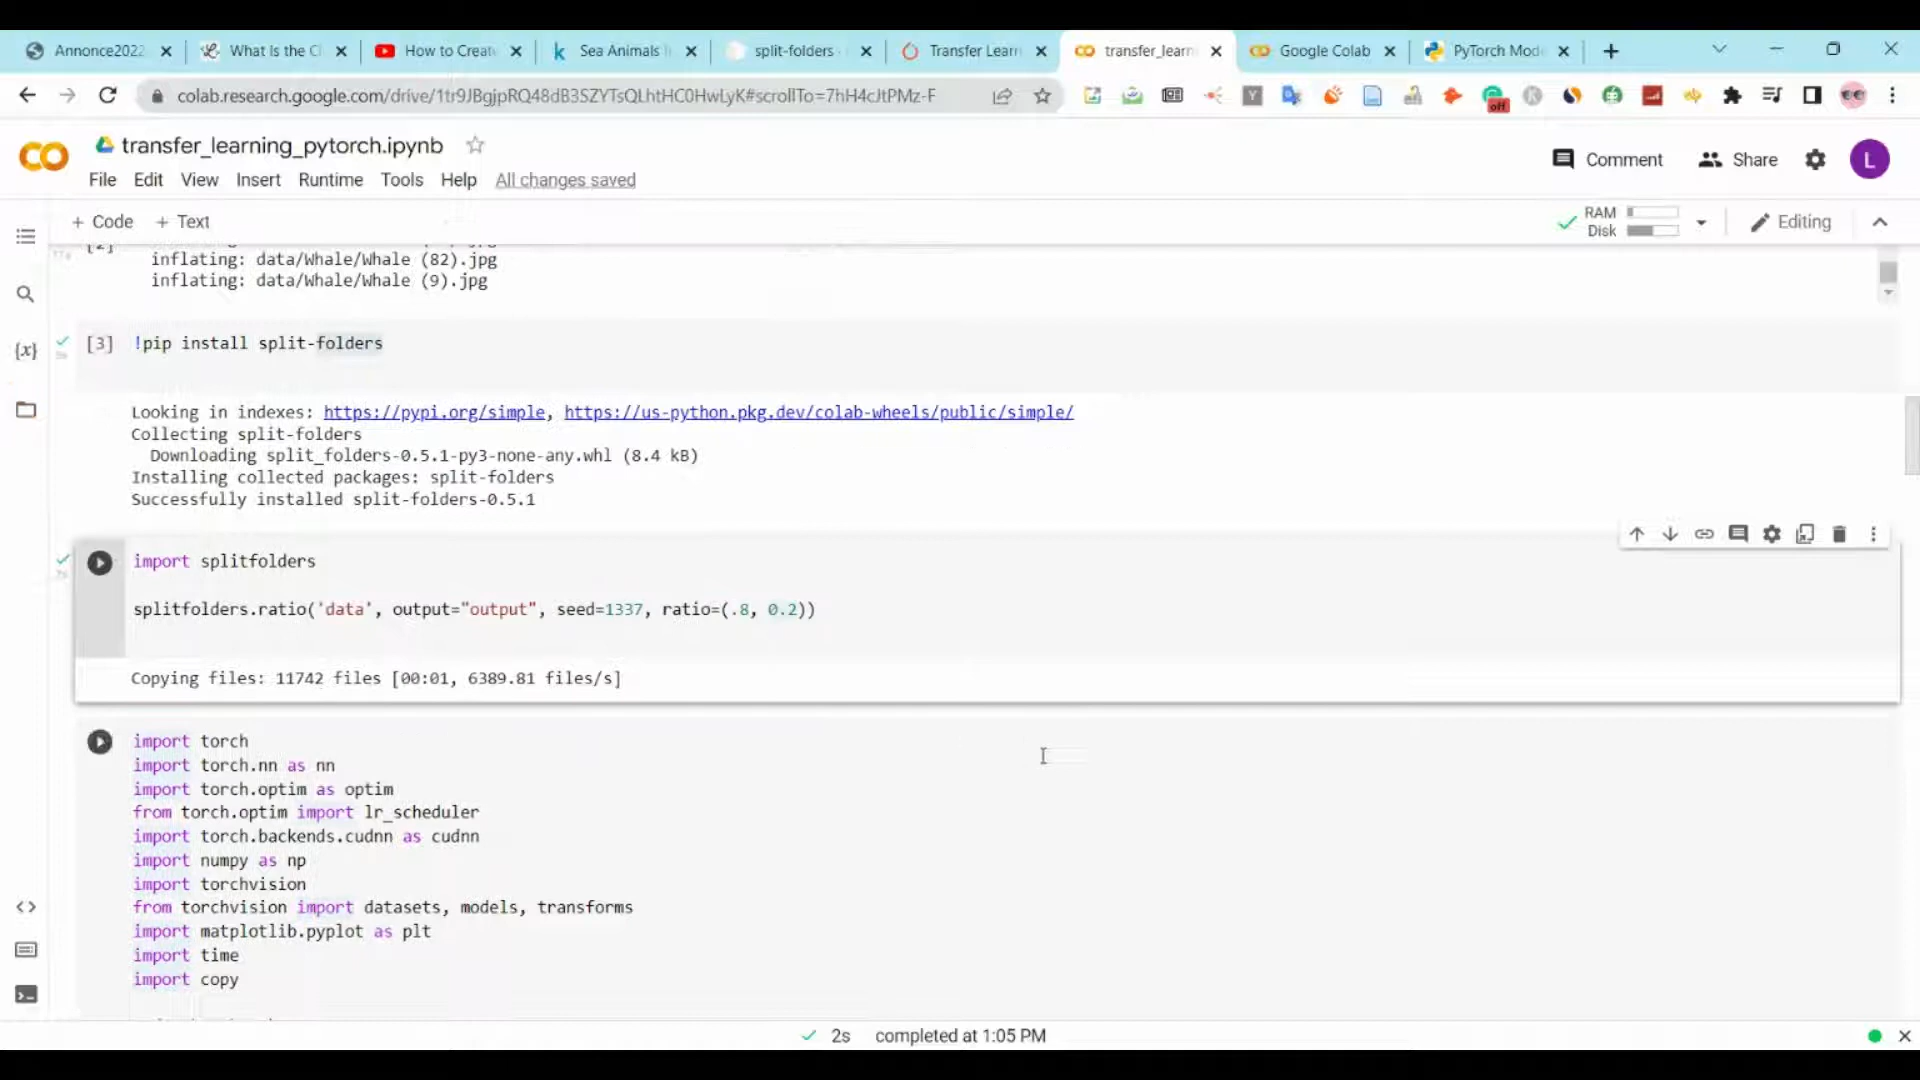 Annonce2022
What Is the C
How to Creat
Sea Animals
split-folders
Transfer Learn
transfer_learn
Google Colab
PyTorch Mod
colab.research.google.com/drive/1tr9JBgjpRQ48dB3SZYTsQLhtHC0HwLyK#scrollTo=7hH4cJtPMz-F
off
transfer_learning_pytorch.ipynb
Comment
Share
L
File Edit View Insert Runtime Tools Help All changes saved
+ Code + Text
RAM
Disk
Editing
[2]
inflating: data/Whale/Whale (82).jpg
inflating: data/Whale/Whale (9).jpg
[3] !pip install split-folders
Looking in indexes: https://pypi.org/simple, https://us-python.pkg.dev/colab-wheels/public/simple/
Collecting split-folders
Downloading split_folders-0.5.1-py3-none-any.whl (8.4 kB)
Installing collected packages: split-folders
Successfully installed split-folders-0.5.1
import splitfolders
splitfolders.ratio('data', output="output", seed=1337, ratio=(.8, 0.2))
Copying files: 11742 files [00:01, 6389.81 files/s]
import torch
import torch.nn as nn
import torch.optim as optim
from torch.optim import lr_scheduler
import torch.backends.cudnn as cudnn
import numpy as np
import torchvision
from torchvision import datasets, models, transforms
import matplotlib.pyplot as plt
import time
import copy
2s completed at 1:05 PM